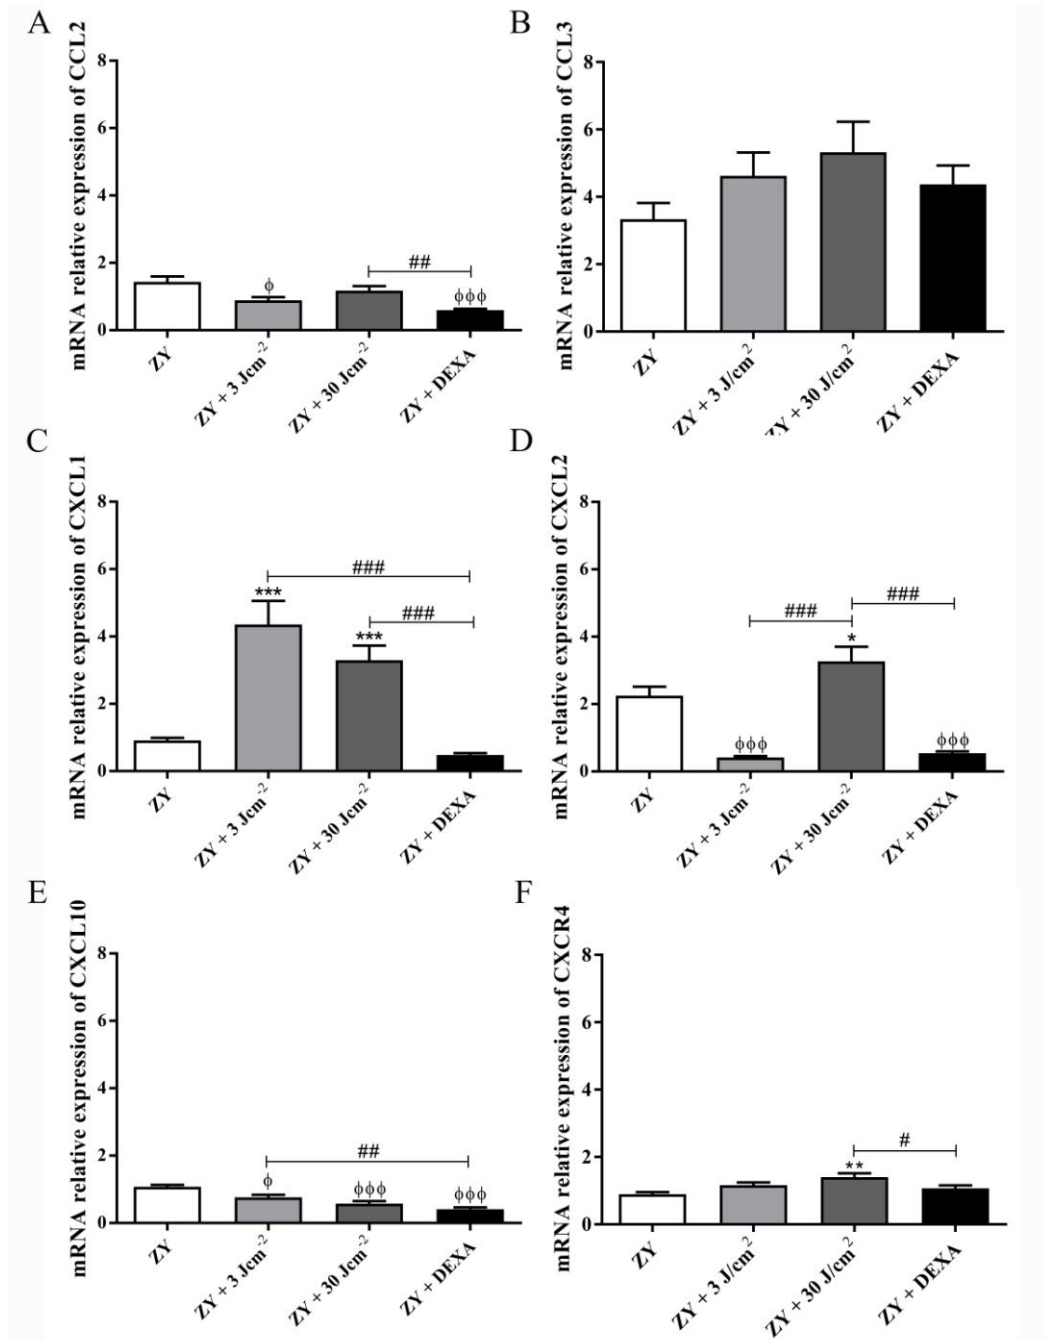 A
mRNA relative expression of CCL2
8
6
4
2
0
ϕ
##
ϕϕϕ
ZY
ZY + 3 Jcm⁻²
ZY + 30 Jcm⁻²
ZY + DEXA
B
mRNA relative expression of CCL3
8
6
4
2
0
ZY
ZY + 3 J/cm²
ZY + 30 J/cm²
ZY + DEXA
C
mRNA relative expression of CXCL1
8
6
4
2
0
###
***
###
***
ZY
ZY + 3 Jcm⁻²
ZY + 30 Jcm⁻²
ZY + DEXA
D
mRNA relative expression of CXCL2
8
6
4
2
0
###
###
*
ϕϕϕ
ϕϕϕ
ZY
ZY + 3 Jcm⁻²
ZY + 30 Jcm⁻²
ZY + DEXA
E
mRNA relative expression of CXCL10
8
6
4
2
0
##
ϕ
ϕϕϕ
ϕϕϕ
ZY
ZY + 3 Jcm⁻²
ZY + 30 Jcm⁻²
ZY + DEXA
F
mRNA relative expression of CXCR4
8
6
4
2
0
#
**
ZY
ZY + 3 J/cm²
ZY + 30 J/cm²
ZY + DEXA